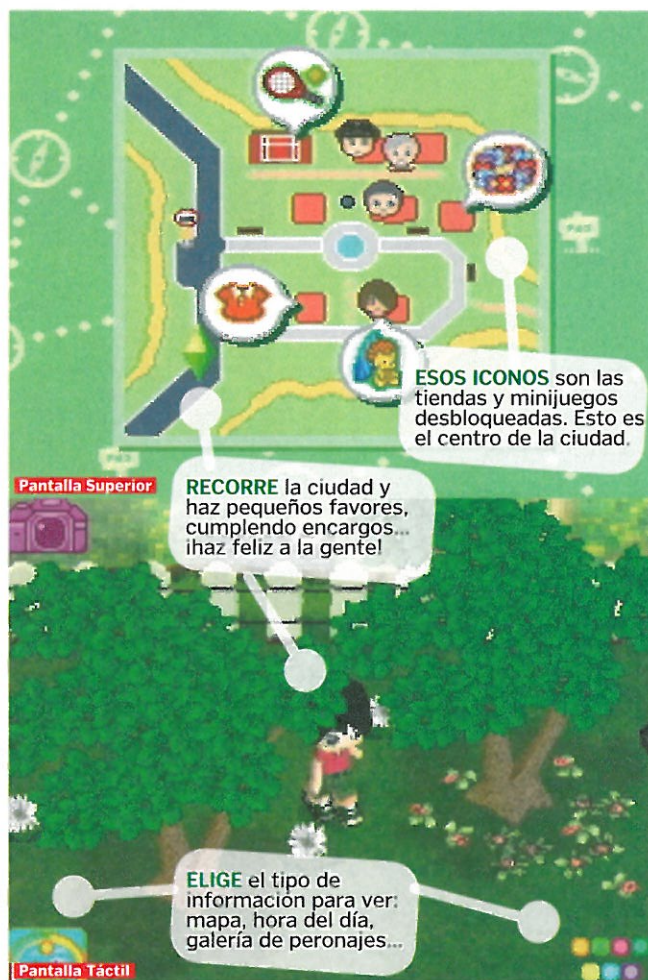 ESOS ICONOS son las
tiendas y minijuegos
desbloqueadas. Esto es
el centro de la ciudad.
Pantalla Superior
RECORRE la ciudad y
haz pequeños favores,
cumplendo encargos...
¡haz feliz a la gente!
ELIGE el tipo de
información para ver:
mapa, hora del día,
galería de peronajes...
Pantalla Táctil